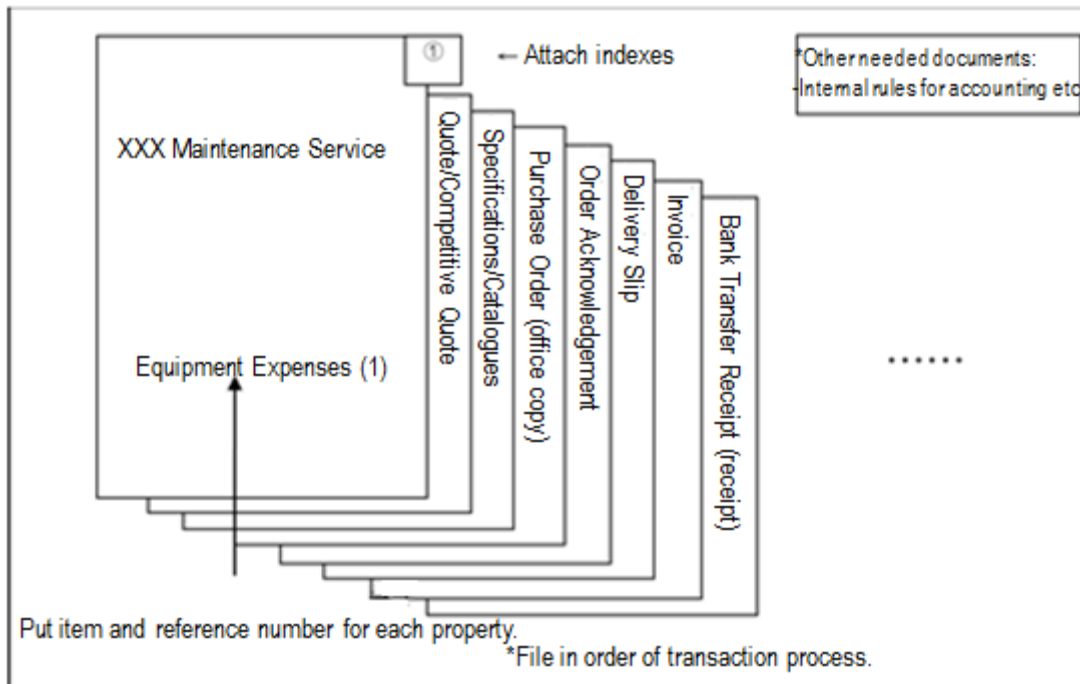 ①
← Attach indexes
*Other needed documents:
-Internal rules for accounting etc
XXX Maintenance Service
Equipment Expenses (1)
Quote/Competitive Quote
Specifications/Catalogues
Purchase Order (office copy)
Order Acknowledgement
Delivery Slip
Invoice
Bank Transfer Receipt (receipt)
……
Put item and reference number for each property.
*File in order of transaction process.